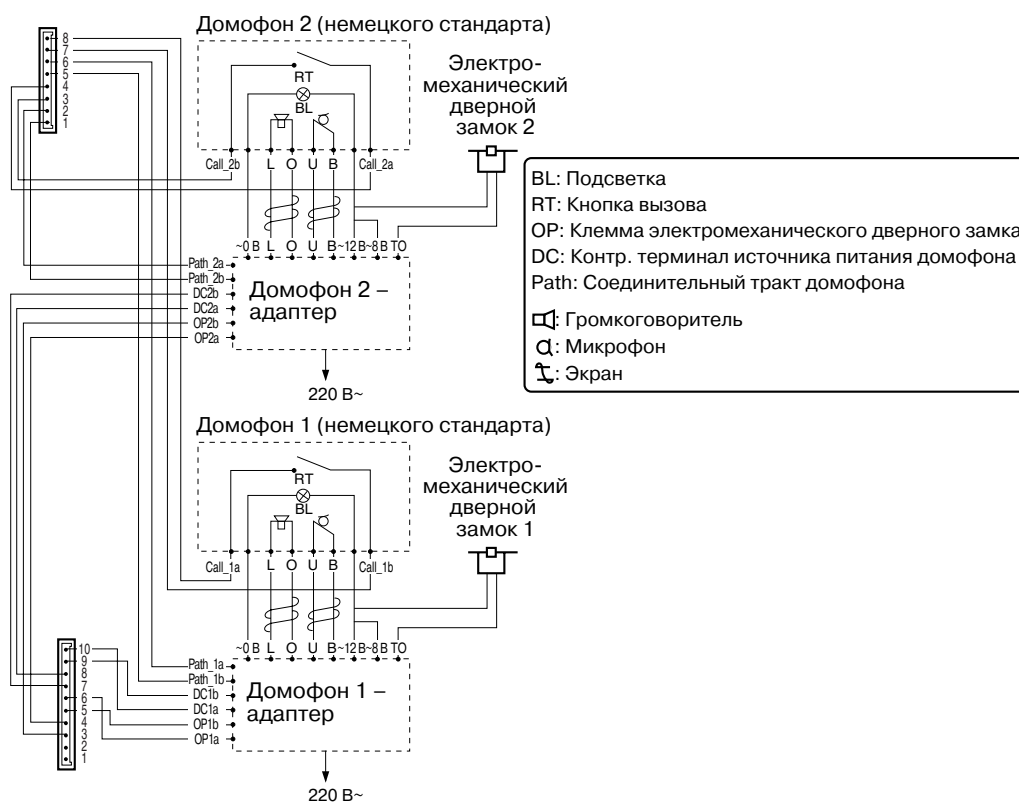 Домофон 2 (немецкого стандарта)
8
7
6
5
4
3
2
1
RT
BL
Call_2b
L O U B
Call_2a
Электро-
механический
дверной
замок 2
~0 В L O U B ~12 В ~8 В TO
Path_2a
Path_2b
DC2b
DC2a
OP2b
OP2a
Домофон 2 –
адаптер
220 В~
BL: Подсветка
RT: Кнопка вызова
OP: Клемма электромеханического дверного замка
DC: Контр. терминал источника питания домофона
Path: Соединительный тракт домофона
: Громкоговоритель
: Микрофон
: Экран
Домофон 1 (немецкого стандарта)
RT
BL
Call_1a
L O U B
Call_1b
Электро-
механический
дверной
замок 1
~0 В L O U B ~12 В ~8 В TO
Path_1a
Path_1b
DC1b
DC1a
OP1b
OP1a
Домофон 1 –
адаптер
10
9
8
7
6
5
4
3
2
1
220 В~